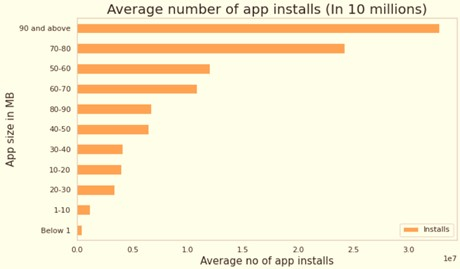 Average number of app installs (In 10 millions)
App size in MB
90 and above
70-80
50-60
60-70
80-90
40-50
30-40
10-20
20-30
1-10
Below 1
Installs
0.0 0.5 1.0 1.5 2.0 2.5 3.0
1e7
Average no of app installs